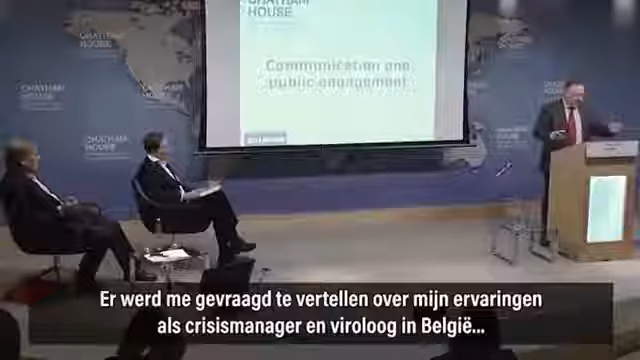 CHATHAM
HOUSE
Communication and
public engagement
CHATHAM
HOUSE
CHATHAM
HOUSE
CHATHAM
HOUSE
Er werd me gevraagd te vertellen over mijn ervaringen
als crisismanager en viroloog in België...